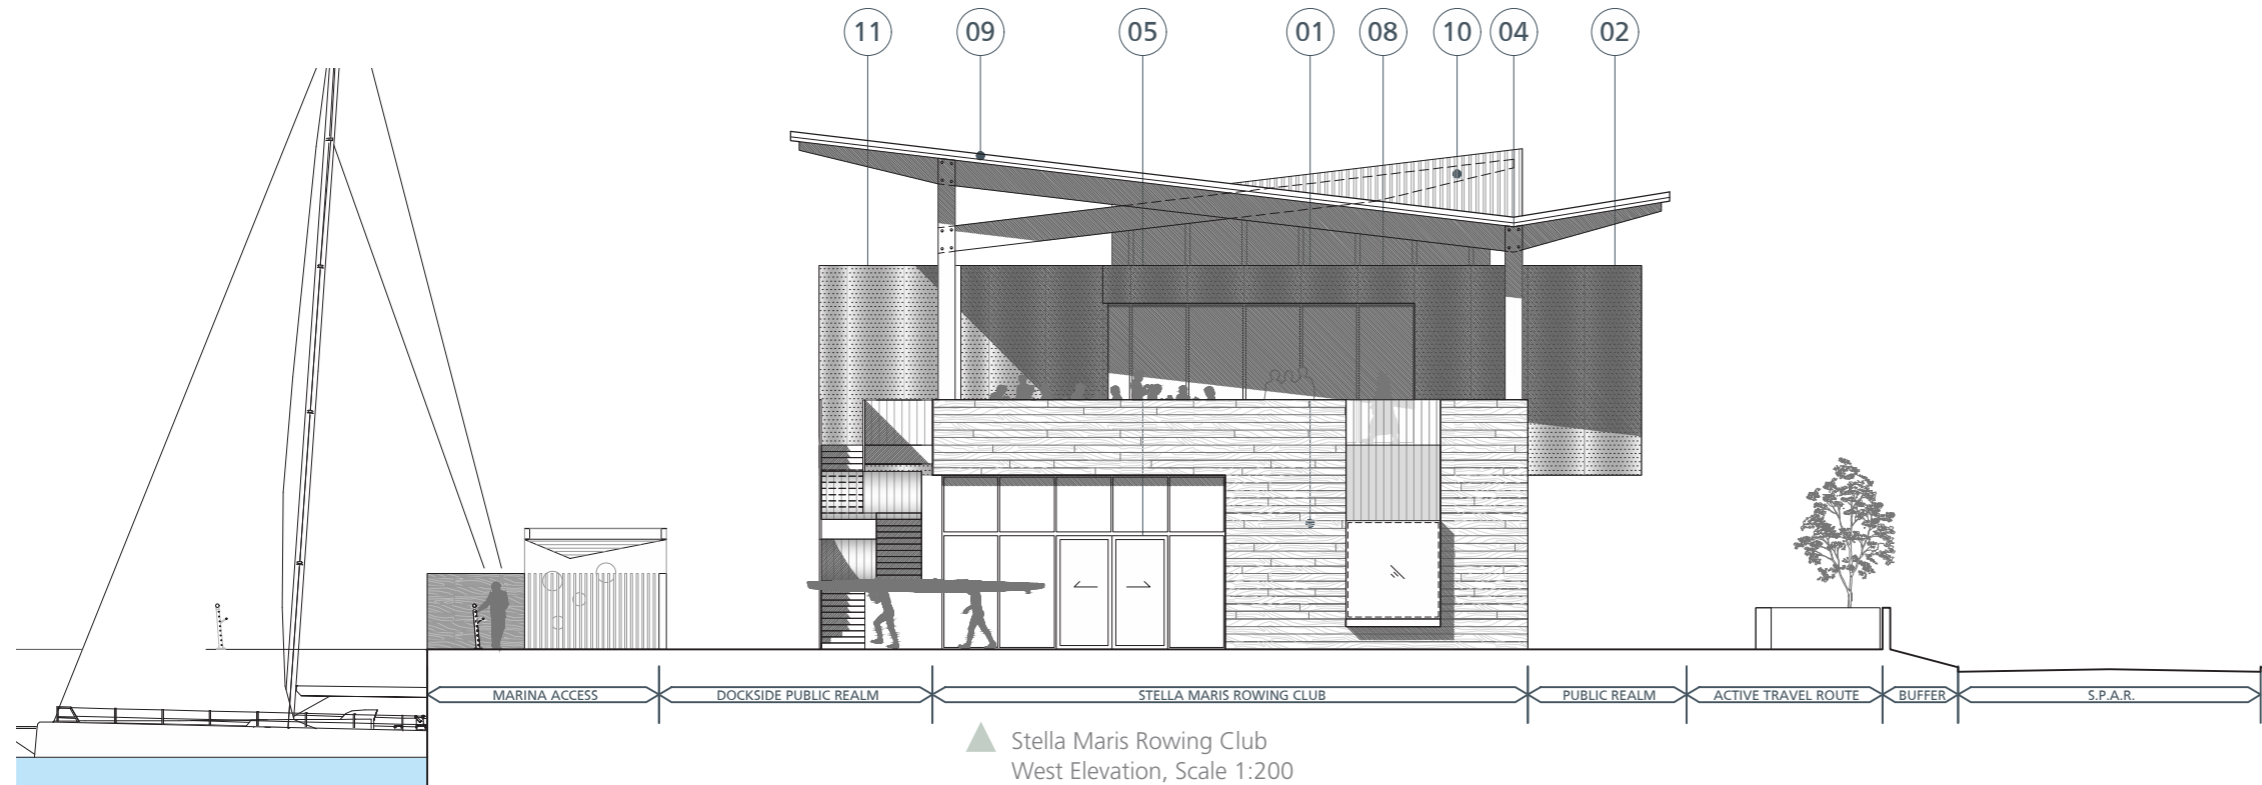 11 09 05 01 08 10 04 02
MARINA ACCESS DOCKSIDE PUBLIC REALM STELLA MARIS ROWING CLUB PUBLIC REALM ACTIVE TRAVEL ROUTE BUFFER S.P.A.R.
Stella Maris Rowing Club
West Elevation, Scale 1:200